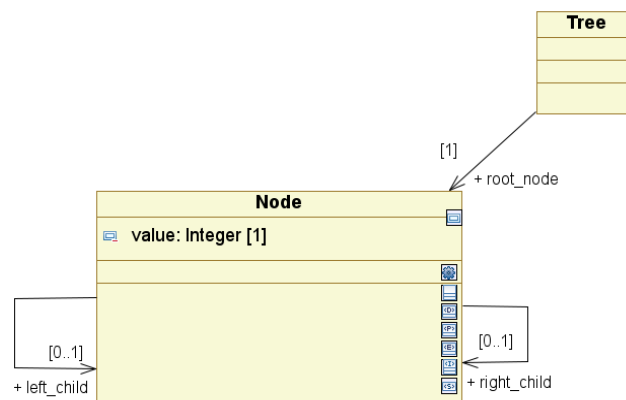 Tree
[1]
+ root_node
Node
value: Integer [1]
<D>
<P>
[0..1]
[0..1]
<E>
<I>
+ left_child
+ right_child
<S>